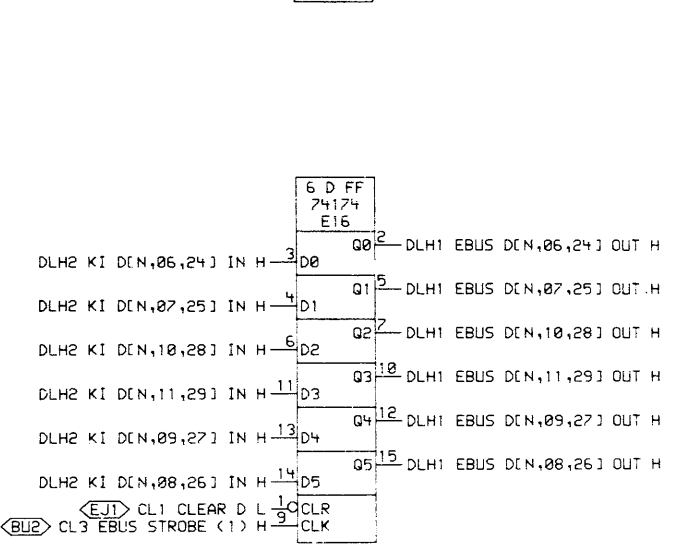 6 D FF
74174
E16
Q0 2 DLH1 EBUS D[N,06,24] OUT H
DLH2 KI D[N,06,24] IN H 3 D0
Q1 5 DLH1 EBUS D[N,07,25] OUT H
DLH2 KI D[N,07,25] IN H 4 D1
Q2 7 DLH1 EBUS D[N,10,28] OUT H
DLH2 KI D[N,10,28] IN H 6 D2
Q3 10 DLH1 EBUS D[N,11,29] OUT H
DLH2 KI D[N,11,29] IN H 11 D3
Q4 12 DLH1 EBUS D[N,09,27] OUT H
DLH2 KI D[N,09,27] IN H 13 D4
Q5 15 DLH1 EBUS D[N,08,26] OUT H
DLH2 KI D[N,08,26] IN H 14 D5
<EJ1> CL1 CLEAR D L 1 CLR
<BU2> CL3 EBUS STROBE (1) H 9 CLK